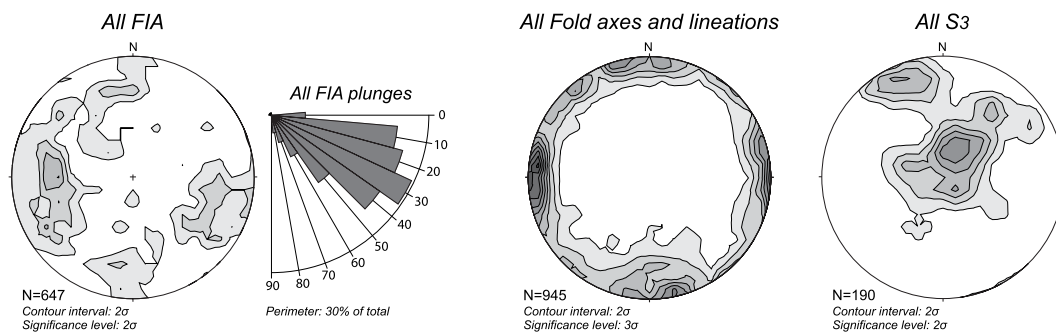 All FIA
N
N=647
Contour interval: 2σ
Significance level: 2σ
All FIA plunges
0
10
20
30
40
50
60
70
80
90
Perimeter: 30% of total
All Fold axes and lineations
N
N=945
Contour interval: 2σ
Significance level: 3σ
All S3
N
N=190
Contour interval: 2σ
Significance level: 2σ